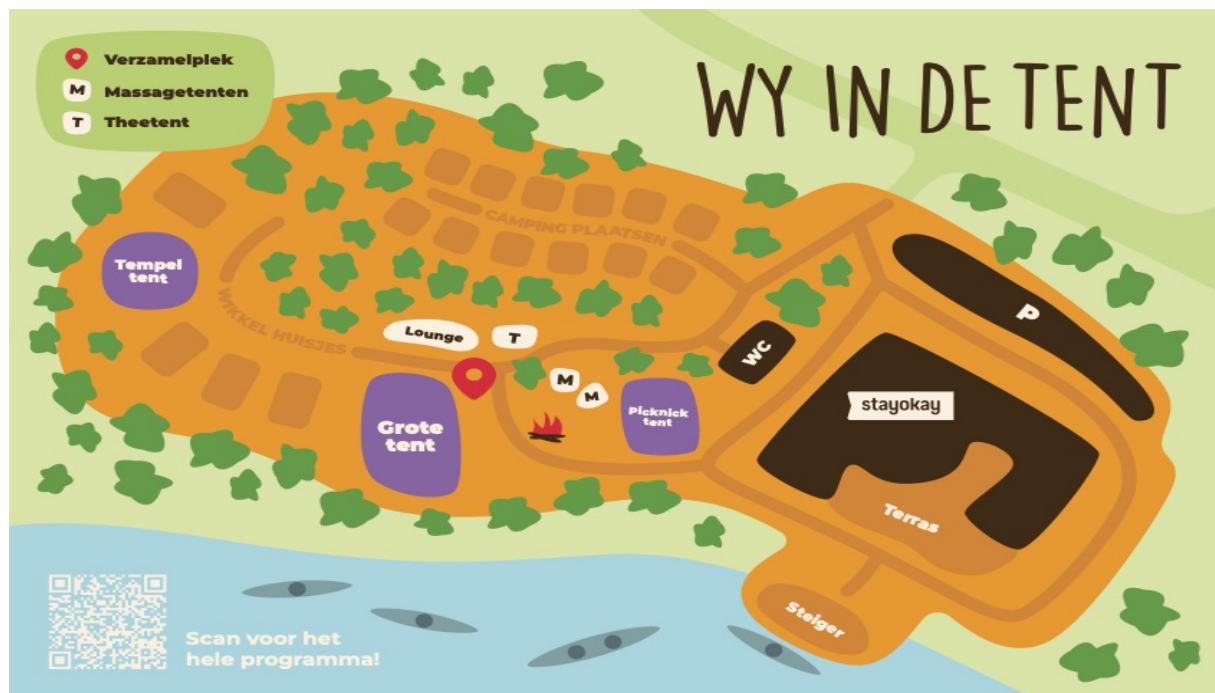 Verzamelplek
M Massagetenten
T Theetent
WY IN DE TENT
CAMPING PLAATSEN
Tempel
tent
WIKKEL HUISJES
Lounge
T
P
WC
M
M
stayokay
Picknick
tent
Grote
tent
Terras
Steiger
Scan voor het
hele programma!